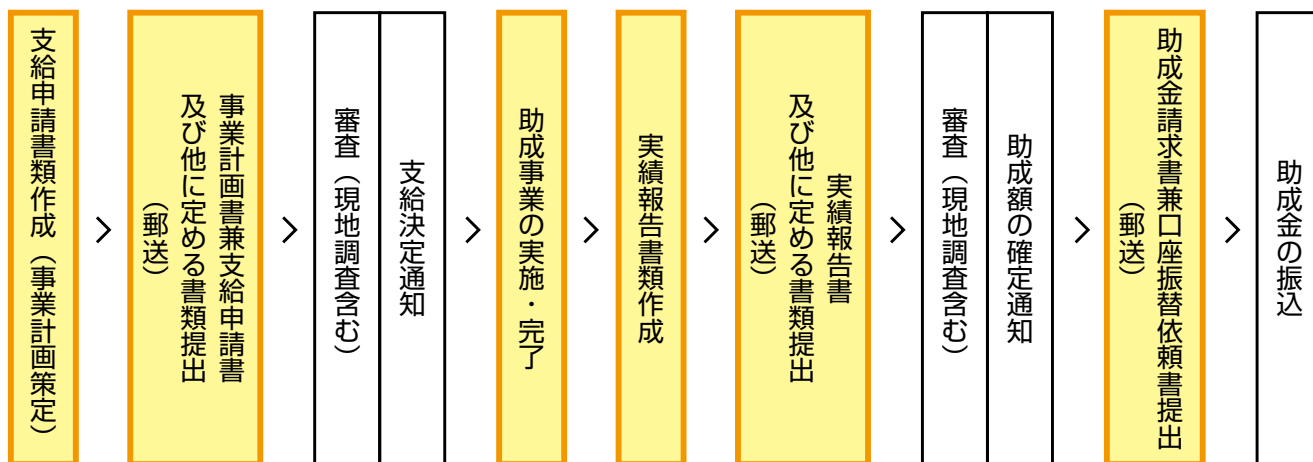 支給申請書類作成（事業計画策定）
＞
事業計画書兼支給申請書
及び他に定める書類提出
（郵送）
＞
審査（現地調査含む）
支給決定通知
＞
助成事業の実施・完了
＞
実績報告書類作成
＞
実績報告書
及び他に定める書類提出
（郵送）
＞
審査（現地調査含む）
助成額の確定通知
＞
助成金請求書兼口座振替依頼書提出
（郵送）
＞
助成金の振込